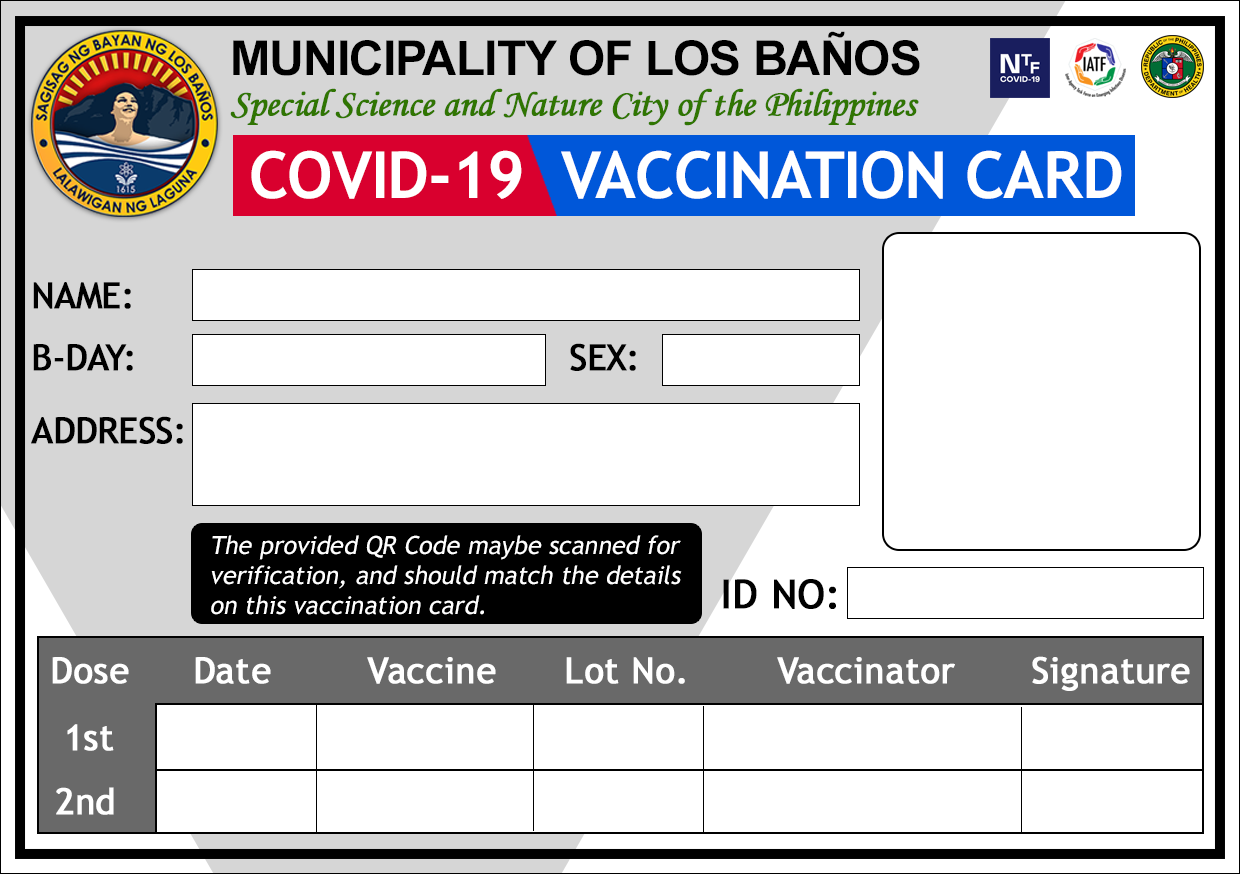 SAGISAG NG BAYAN NG LOS BAÑOS
LALAWIGAN NG LAGUNA
1615
MUNICIPALITY OF LOS BAÑOS
Special Science and Nature City of the Philippines
COVID-19 VACCINATION CARD
NTF
COVID-19
IATF
REPUBLIC OF THE PHILIPPINES
DEPARTMENT OF HEALTH
NAME:
B-DAY: SEX:
ADDRESS:
The provided QR Code maybe scanned for
verification, and should match the details
on this vaccination card.
ID NO:
Dose Date Vaccine Lot No. Vaccinator Signature
1st
2nd